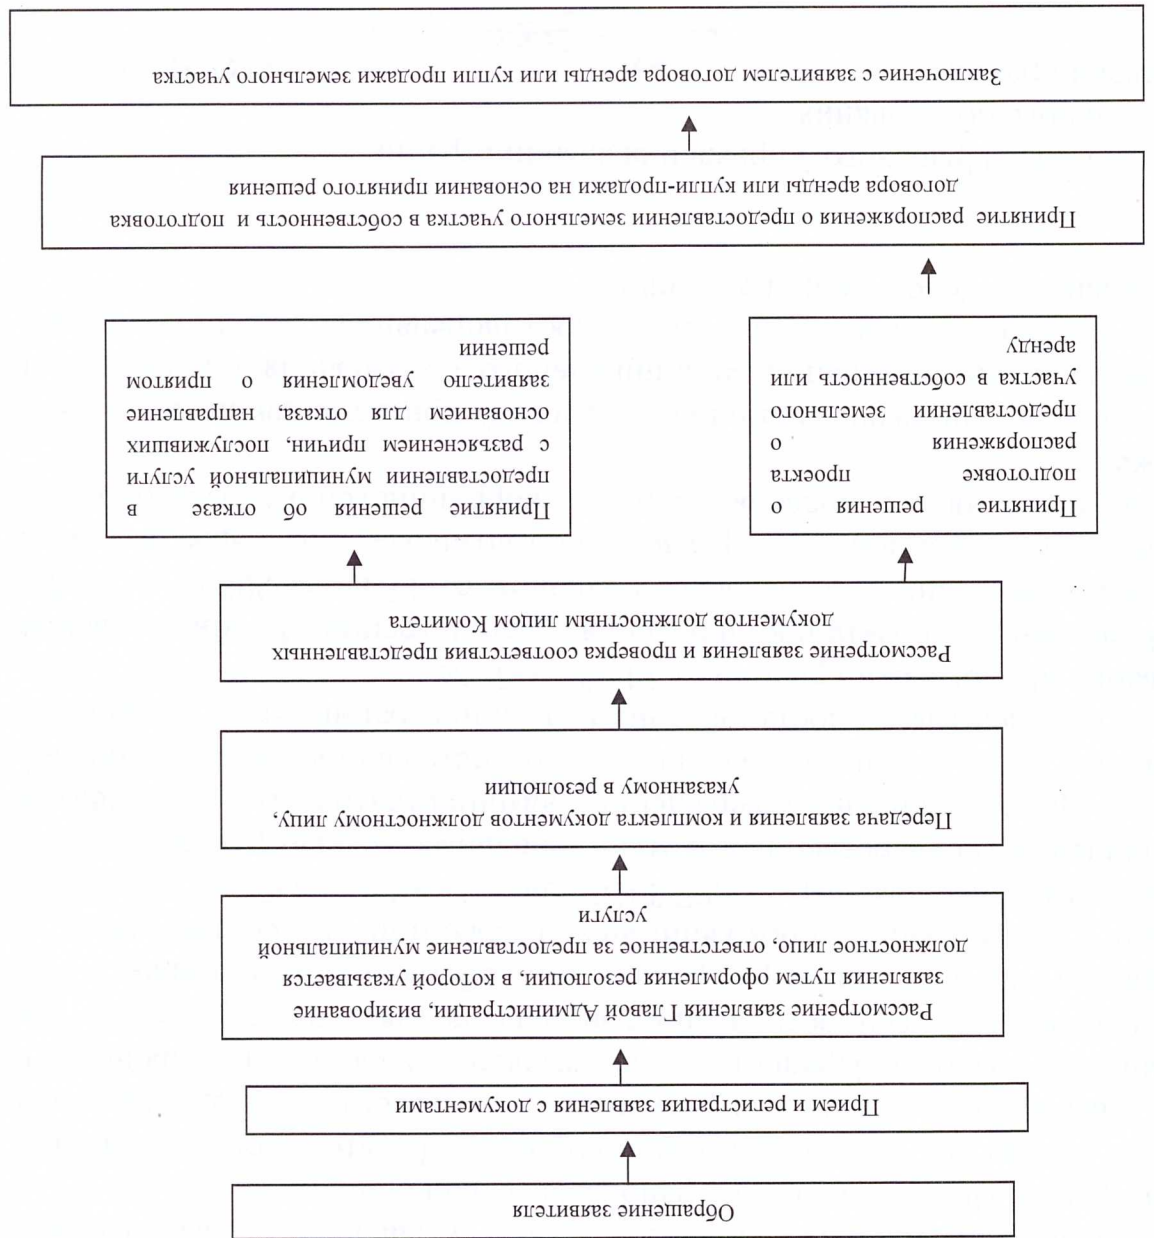 Обращение заявителя
Прием и регистрация заявления с документами
Рассмотрение заявления Главой Администрации, визирование
заявления путем оформления резолюции, в которой указывается
должностное лицо, ответственное за предоставление муниципальной
услуги
Передача заявления и комплекта документов должностному лицу,
указанному в резолюции
Рассмотрение заявления и проверка соответствия представленных
документов должностным лицом Комитета
Принятие решения о
подготовке проекта
распоряжения о
предоставлении земельного
участка в собственность или
аренду
Принятие решения об отказе в
предоставлении муниципальной услуги
с разъяснением причин, послуживших
основанием для отказа, направление
заявителю уведомления о принятом
решении
Принятие распоряжения о предоставлении земельного участка в собственность и подготовка
договора аренды или купли-продажи на основании принятого решения
Заключение с заявителем договора аренды или купли продажи земельного участка